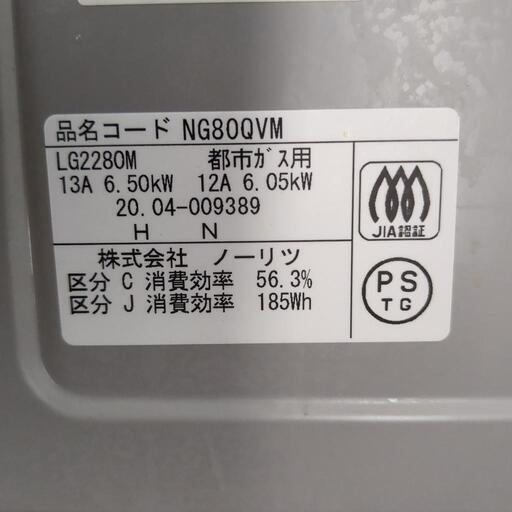 品名コード NG80QVM
LG2280M 都市ガス用
13A 6.50kW 12A 6.05kW
20.04-009389
H N
株式会社 ノーリツ
区分 C 消費効率 56.3%
区分 J 消費効率 185Wh
JIA認証
PS
TG